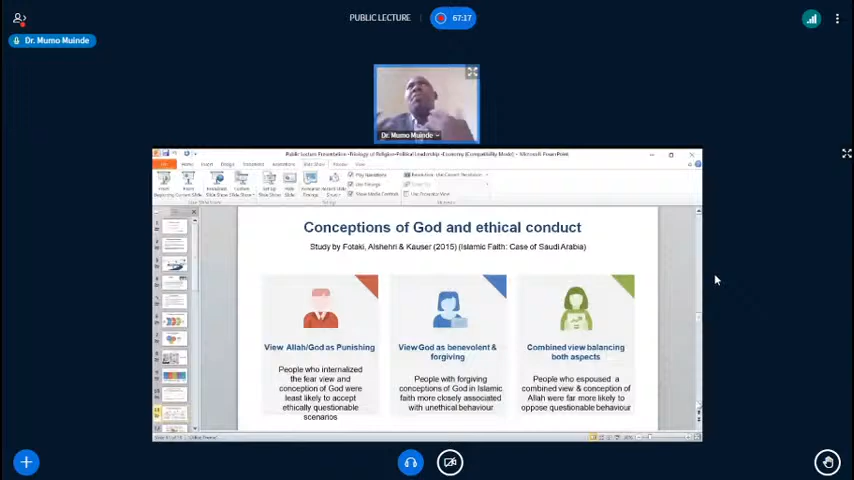 PUBLIC LECTURE
67:17
Dr. Mumo Muinde
Dr. Mumo Muinde
Conceptions of God and ethical conduct
Study by Fotaki, Alshehri & Kauser (2015) (Islamic Faith: Case of Saudi Arabia)
View Allah/God as Punishing
People who internalized
the fear view and
conception of God were
least likely to accept
ethically questionable
scenarios
View God as benevolent &
forgiving
People with forgiving
conceptions of God in Islamic
faith more closely associated
with unethical behaviour
Combined view balancing
both aspects
People who espoused a
combined view & conception of
Allah were far more likely to
oppose questionable behaviour